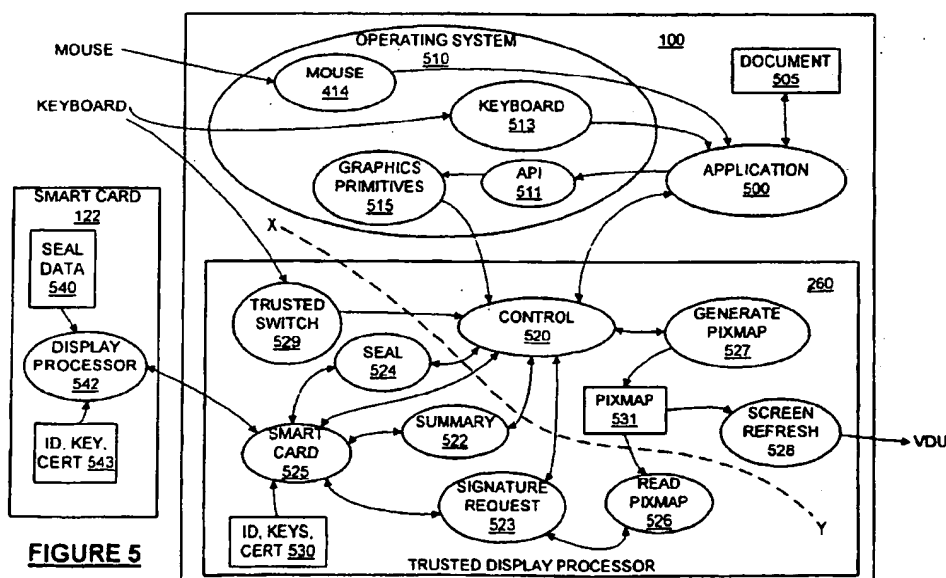 MOUSE
KEYBOARD
OPERATING SYSTEM
510
100
MOUSE
414
KEYBOARD
513
DOCUMENT
505
GRAPHICS
PRIMITIVES
515
API
511
APPLICATION
500
SMART CARD
122
SEAL
DATA
540
DISPLAY
PROCESSOR
542
ID, KEY,
CERT 543
X
260
TRUSTED
SWITCH
529
CONTROL
520
GENERATE
PIXMAP
527
SEAL
524
PIXMAP
531
SCREEN
REFRESH
528
VDU
SMART
CARD
525
SUMMARY
522
SIGNATURE
REQUEST
523
READ
PIXMAP
526
Y
ID, KEYS,
CERT 530
TRUSTED DISPLAY PROCESSOR
FIGURE 5